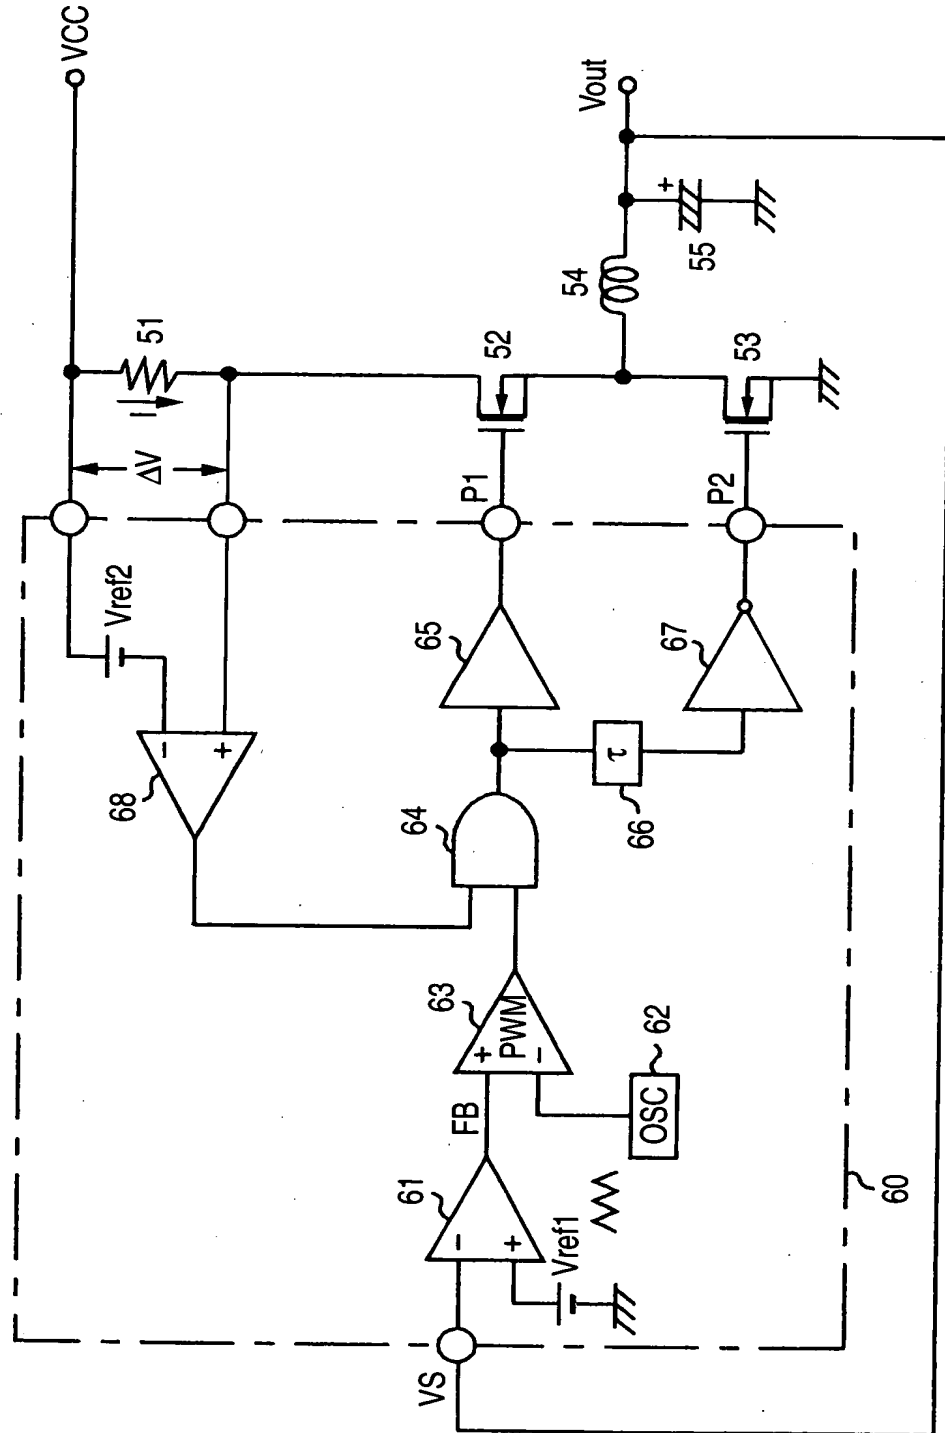 VCC
51
I
ΔV
Vref2
68
+
-
Vout
+
55
54
52
P1
65
64
53
P2
67
τ
66
63
PWM
+
-
FB
62
OSC
61
-
+
Vref1
60
VS